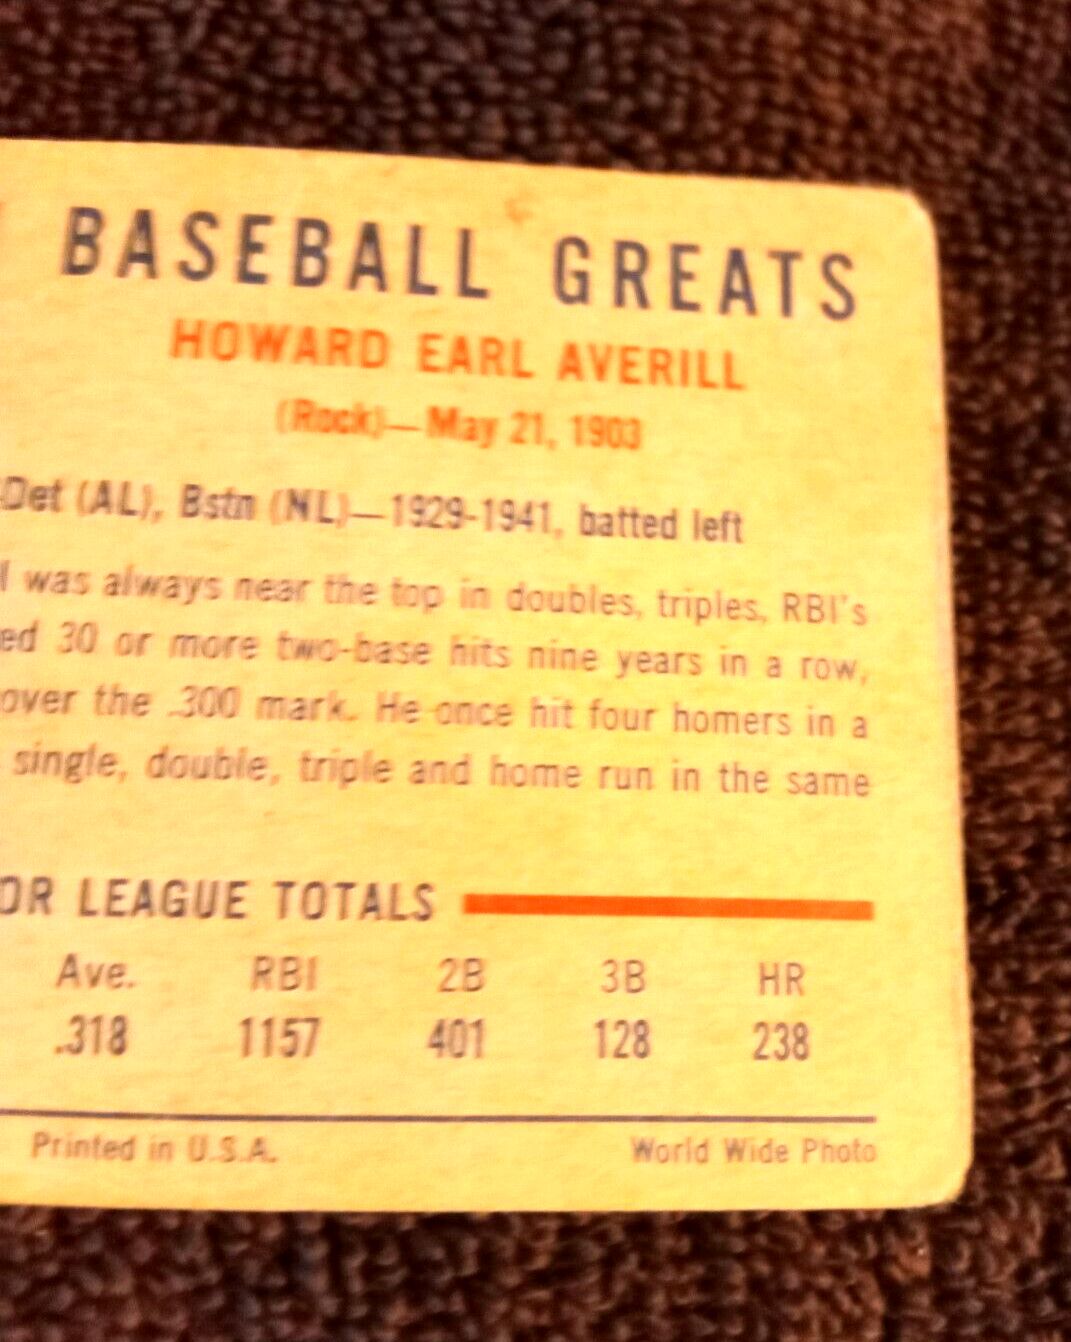 BASEBALL GREATS
HOWARD EARL AVERILL
(Rock)—May 21, 1903
Det (AL), Bstn (NL)—1929-1941, batted left
was always near the top in doubles, triples, RBI's
ed 30 or more two-base hits nine years in a row,
over the .300 mark. He once hit four homers in a
single, double, triple and home run in the same
OR LEAGUE TOTALS
Ave. RBI 2B 3B HR
.318 1157 401 128 238
Printed in U.S.A. World Wide Photo